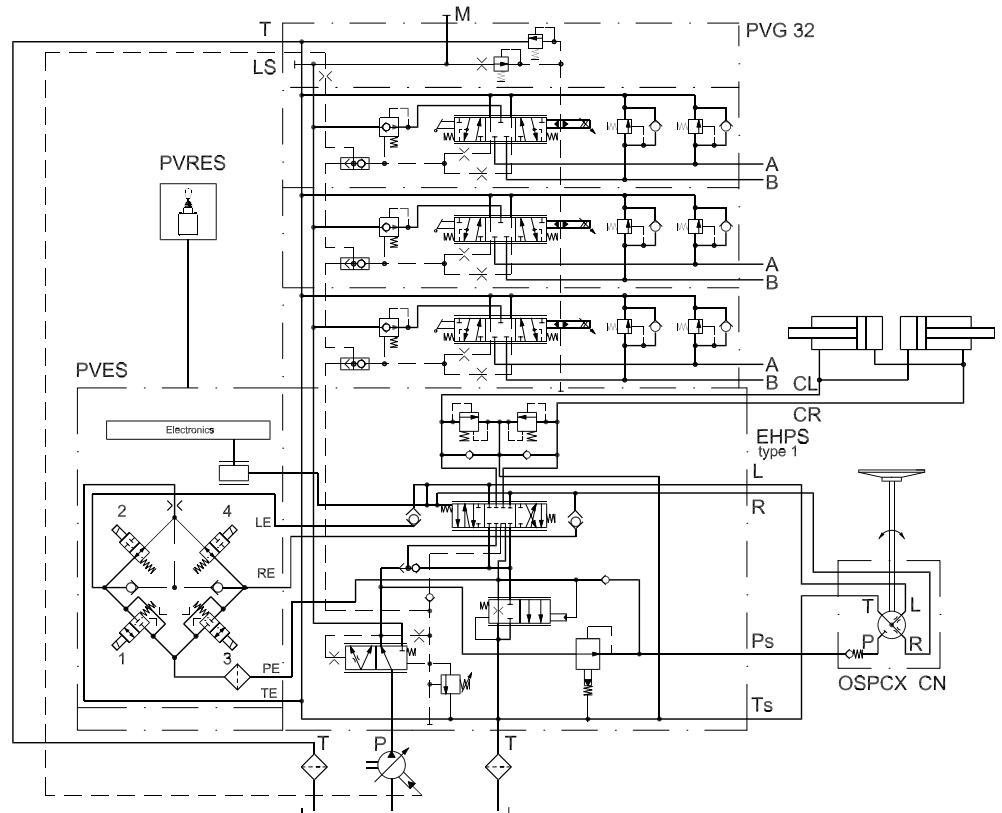 T
M
PVG 32
LS
A
B
PVRES
A
B
A
B
PVES
CL
CR
Electronics
EHPS
type 1
L
R
2
4
LE
RE
T
L
P
R
1
3
PE
Ps
TE
Ts
OSPCX CN
T
P
T